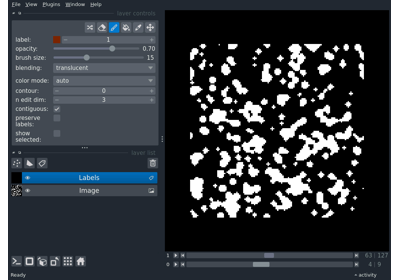 File View Plugins Window Help
layer controls
label: 1
opacity: 0.70
brush size: 15
blending: translucent
color mode: auto
contour: 0
n edit dim: 3
contiguous:
preserve
labels:
show
selected:
layer list
Labels
Image
1 63 127
0 4 9
Ready
activity